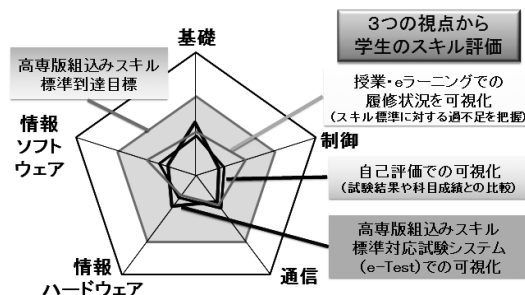 3つの視点から
学生のスキル評価
基礎
高専版組込みスキル
標準到達目標
授業・eラーニングでの
履修状況を可視化
(スキル標準に対する過不足を把握)
情報
ソフト
ウェア
制御
自己評価での可視化
(試験結果や科目成績との比較)
高専版組込みスキル
標準対応試験システム
(e-Test)での可視化
情報
ハードウェア
通信